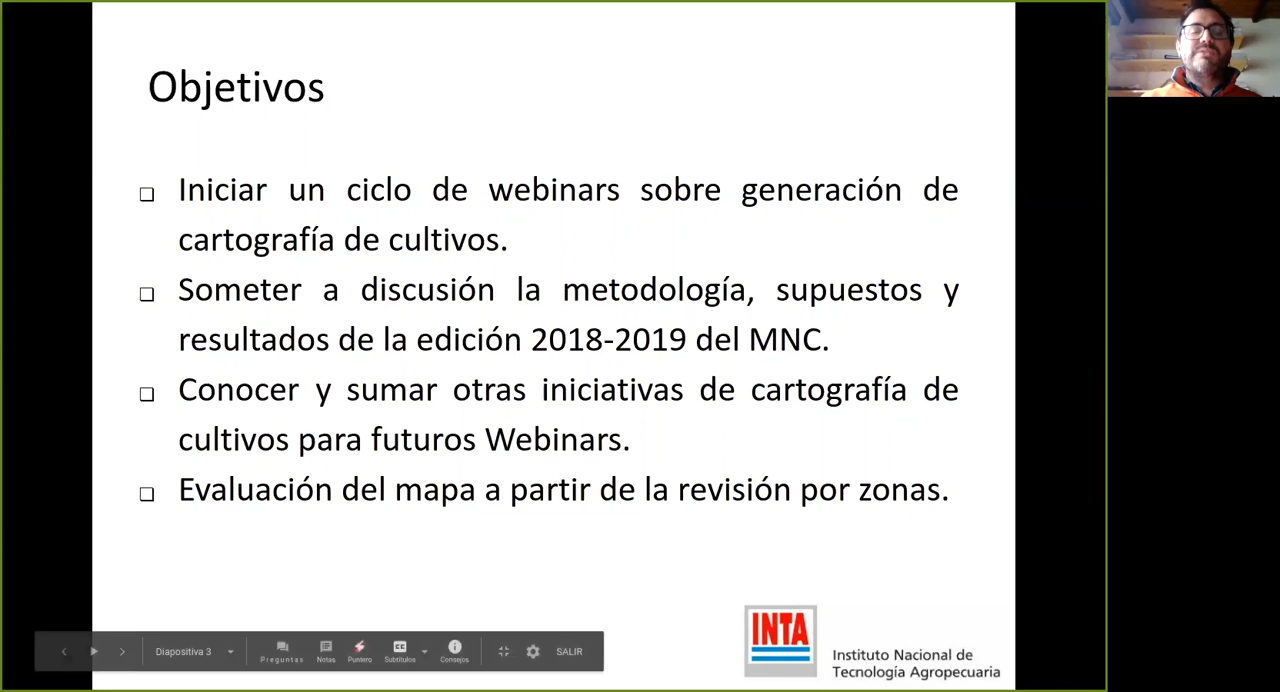 Objetivos
❑ Iniciar un ciclo de webinars sobre generación de
cartografía de cultivos.
❑ Someter a discusión la metodología, supuestos y
resultados de la edición 2018-2019 del MNC.
❑ Conocer y sumar otras iniciativas de cartografía de
cultivos para futuros Webinars.
❑ Evaluación del mapa a partir de la revisión por zonas.
INTA
Instituto Nacional de
Tecnología Agropecuaria
Diapositiva 3
Preguntas
Notas
Puntero
CC
Subtítulos
Consejos
SALIR